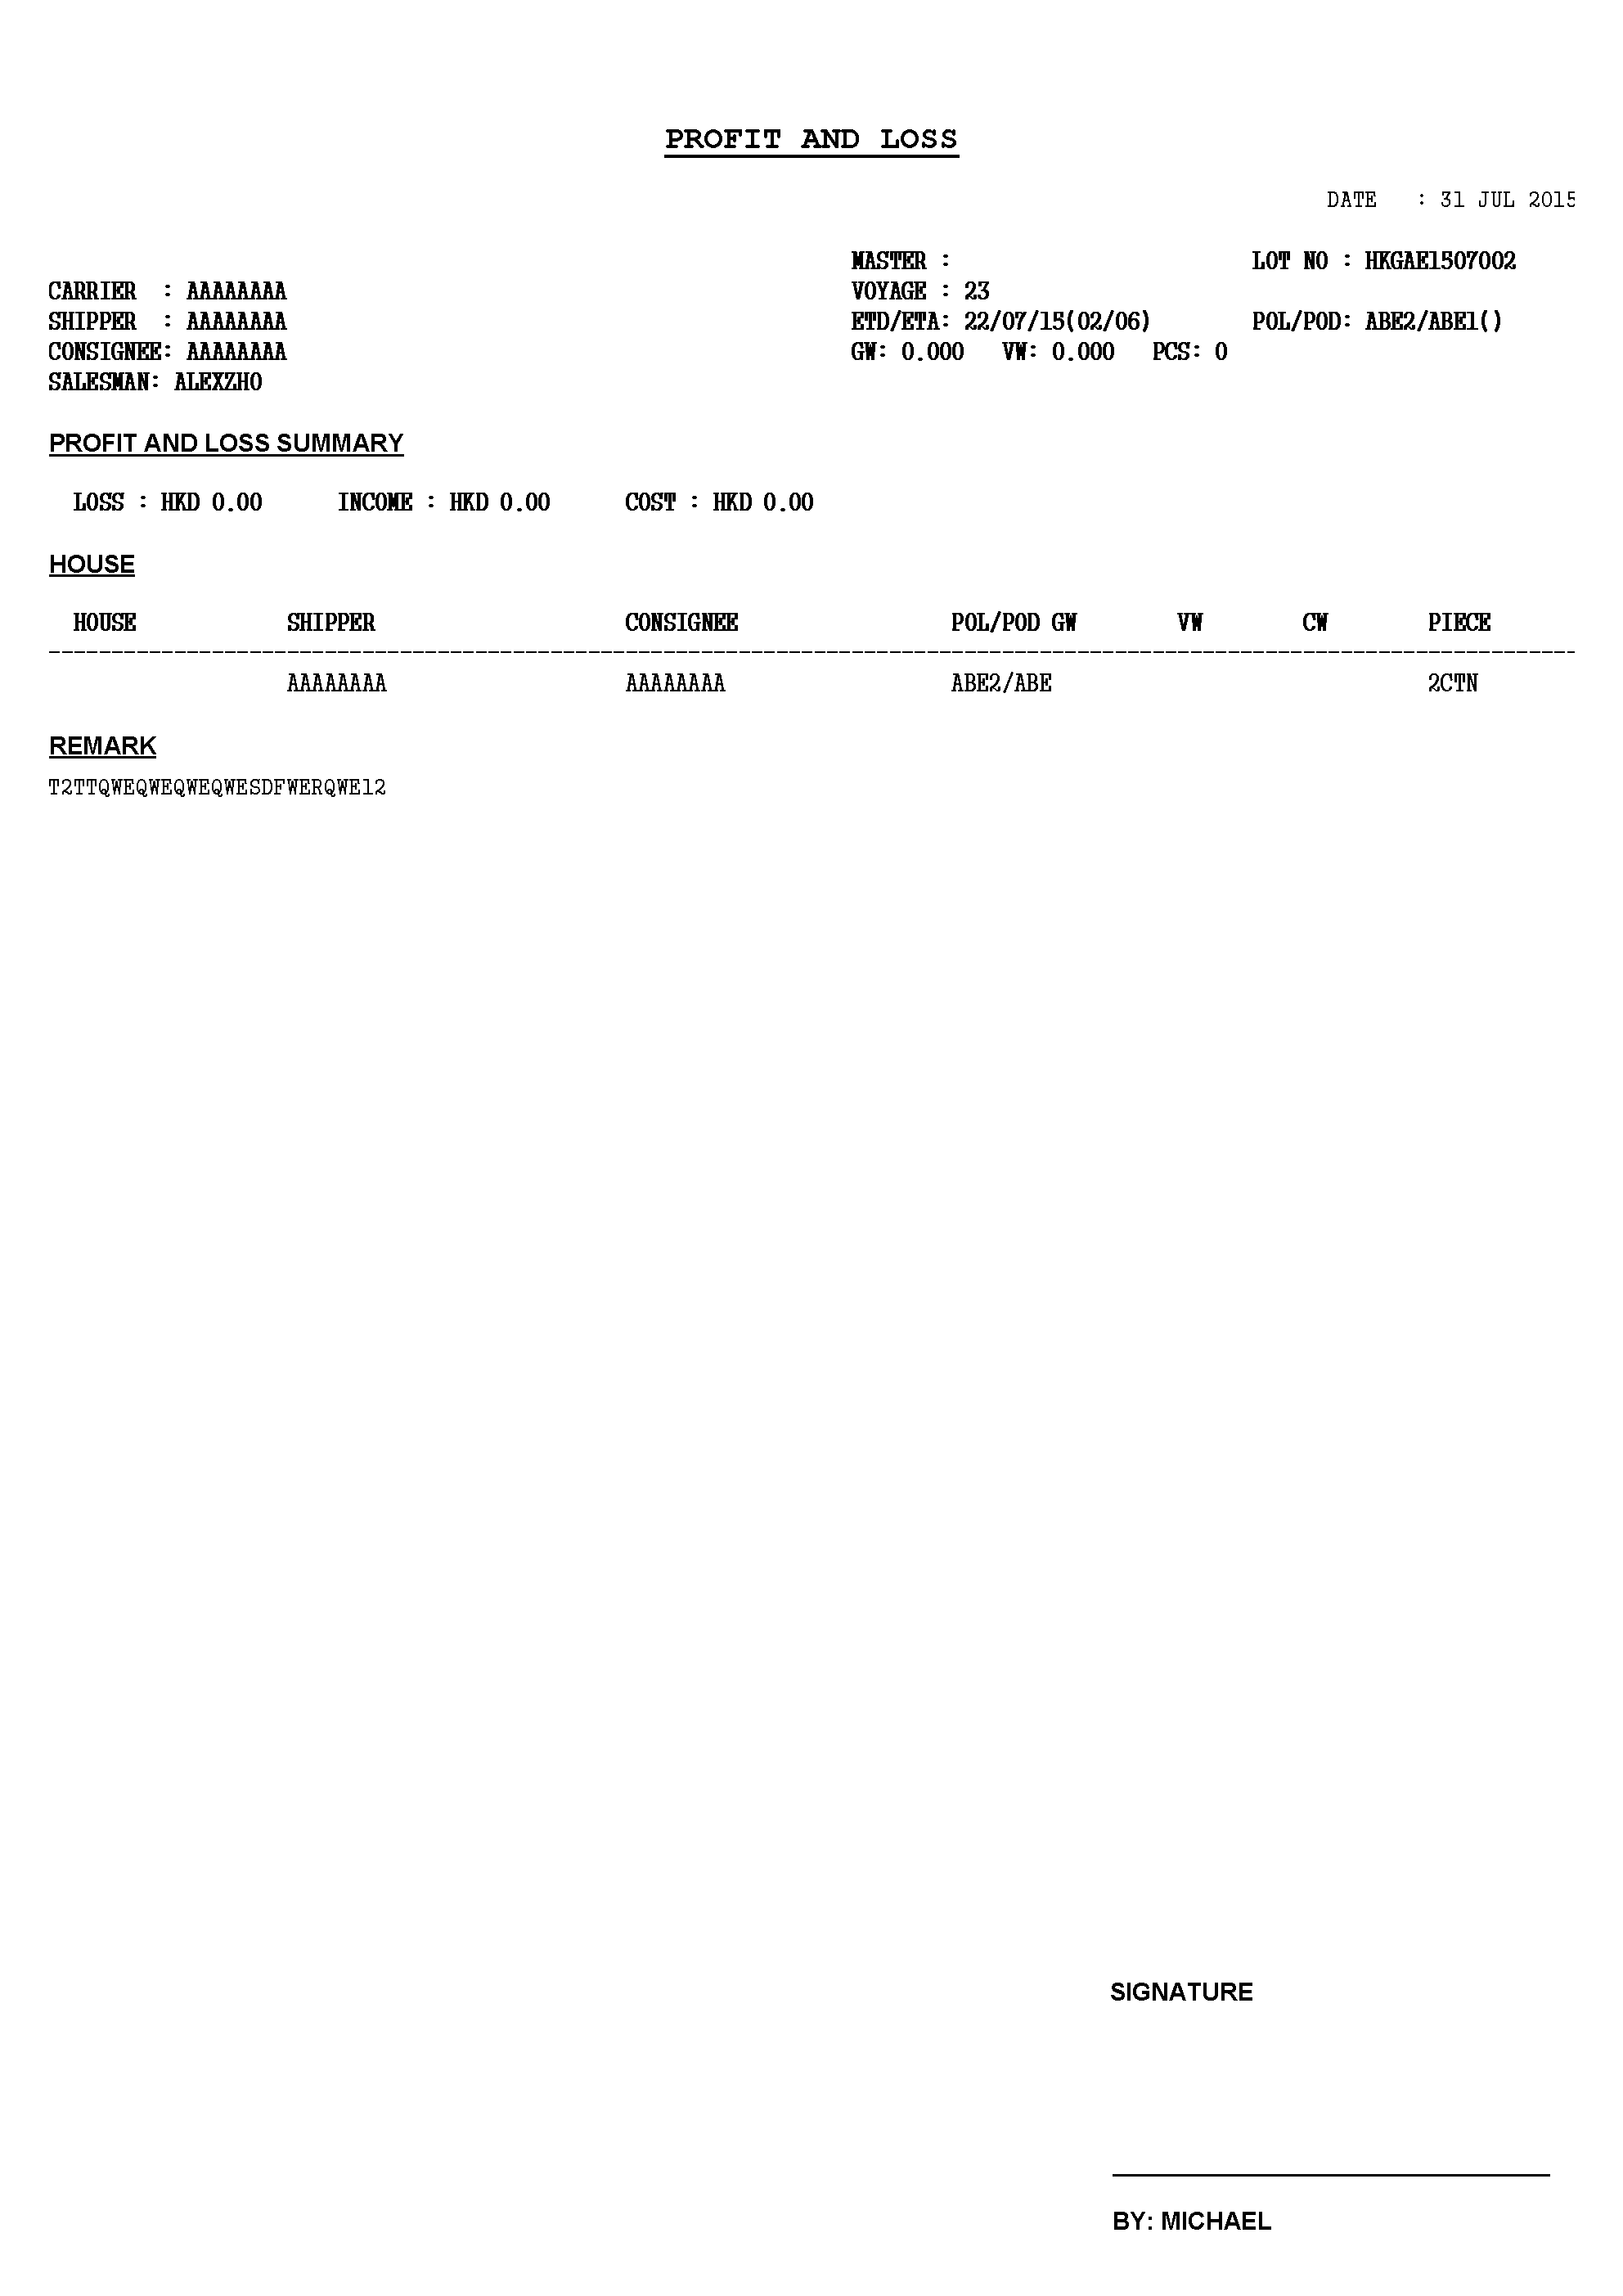 PROFIT AND LOSS
DATE : 31 JUL 2015
MASTER : LOT NO : HKGAE1507002
CARRIER : AAAAAAAA VOYAGE : 23
SHIPPER : AAAAAAAA ETD/ETA: 22/07/15(02/06) POL/POD: ABE2/ABE1()
CONSIGNEE: AAAAAAAA GW: 0.000 VW: 0.000 PCS: 0
SALESMAN: ALEXZHO
PROFIT AND LOSS SUMMARY
LOSS : HKD 0.00 INCOME : HKD 0.00 COST : HKD 0.00
HOUSE
HOUSE SHIPPER CONSIGNEE POL/POD GW VW CW PIECE
AAAAAAAA AAAAAAAA ABE2/ABE 2CTN
REMARK
T2TTQWEQWEQWEQWESDFWERQWE12
SIGNATURE
BY: MICHAEL